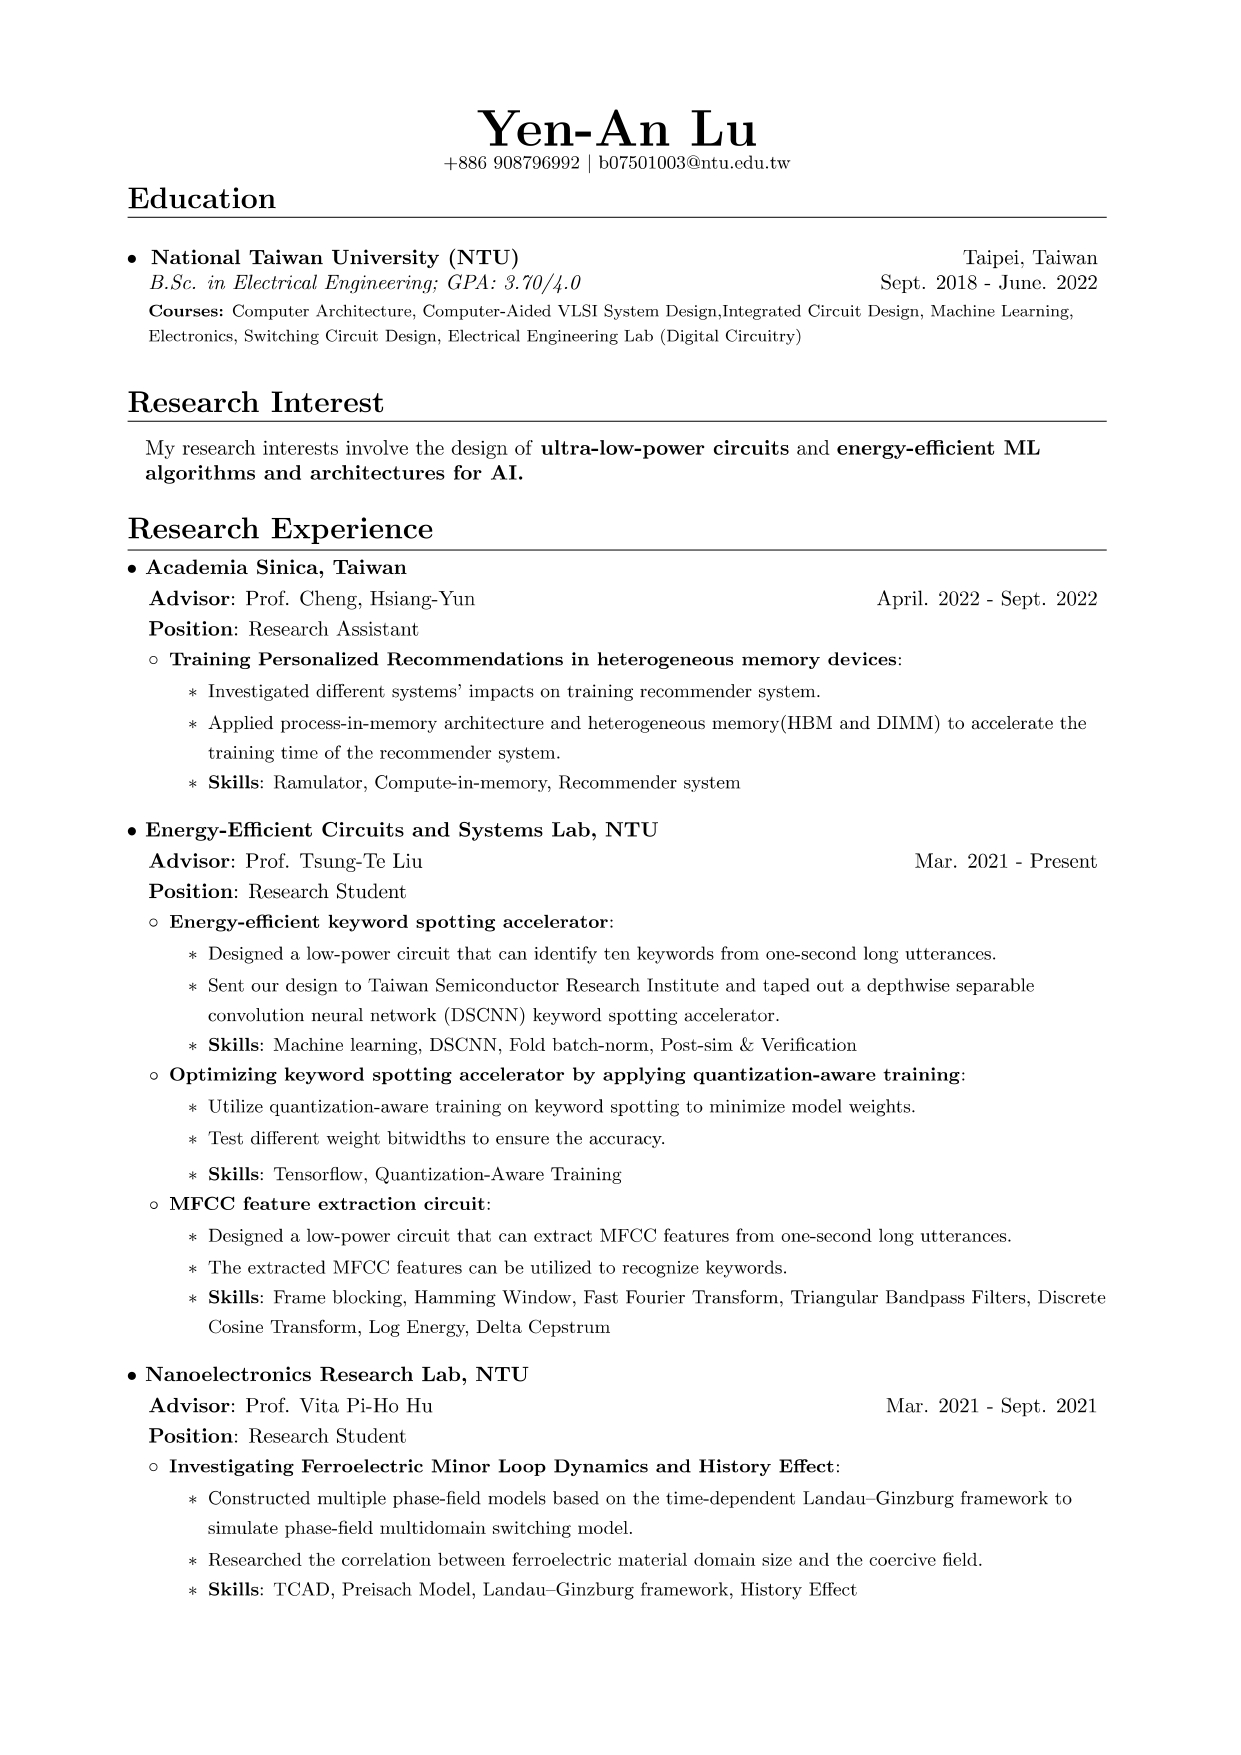 Yen-An Lu
+886 908796992 | b07501003@ntu.edu.tw
Education
• National Taiwan University (NTU) Taipei, Taiwan
B.Sc. in Electrical Engineering; GPA: 3.70/4.0 Sept. 2018 - June. 2022
Courses: Computer Architecture, Computer-Aided VLSI System Design,Integrated Circuit Design, Machine Learning,
Electronics, Switching Circuit Design, Electrical Engineering Lab (Digital Circuitry)
Research Interest
My research interests involve the design of ultra-low-power circuits and energy-efficient ML
algorithms and architectures for AI.
Research Experience
• Academia Sinica, Taiwan
Advisor: Prof. Cheng, Hsiang-Yun April. 2022 - Sept. 2022
Position: Research Assistant
◦ Training Personalized Recommendations in heterogeneous memory devices:
∗ Investigated different systems' impacts on training recommender system.
∗ Applied process-in-memory architecture and heterogeneous memory(HBM and DIMM) to accelerate the
training time of the recommender system.
∗ Skills: Ramulator, Compute-in-memory, Recommender system
• Energy-Efficient Circuits and Systems Lab, NTU
Advisor: Prof. Tsung-Te Liu Mar. 2021 - Present
Position: Research Student
◦ Energy-efficient keyword spotting accelerator:
∗ Designed a low-power circuit that can identify ten keywords from one-second long utterances.
∗ Sent our design to Taiwan Semiconductor Research Institute and taped out a depthwise separable
convolution neural network (DSCNN) keyword spotting accelerator.
∗ Skills: Machine learning, DSCNN, Fold batch-norm, Post-sim & Verification
◦ Optimizing keyword spotting accelerator by applying quantization-aware training:
∗ Utilize quantization-aware training on keyword spotting to minimize model weights.
∗ Test different weight bitwidths to ensure the accuracy.
∗ Skills: Tensorflow, Quantization-Aware Training
◦ MFCC feature extraction circuit:
∗ Designed a low-power circuit that can extract MFCC features from one-second long utterances.
∗ The extracted MFCC features can be utilized to recognize keywords.
∗ Skills: Frame blocking, Hamming Window, Fast Fourier Transform, Triangular Bandpass Filters, Discrete
Cosine Transform, Log Energy, Delta Cepstrum
• Nanoelectronics Research Lab, NTU
Advisor: Prof. Vita Pi-Ho Hu Mar. 2021 - Sept. 2021
Position: Research Student
◦ Investigating Ferroelectric Minor Loop Dynamics and History Effect:
∗ Constructed multiple phase-field models based on the time-dependent Landau–Ginzburg framework to
simulate phase-field multidomain switching model.
∗ Researched the correlation between ferroelectric material domain size and the coercive field.
∗ Skills: TCAD, Preisach Model, Landau–Ginzburg framework, History Effect